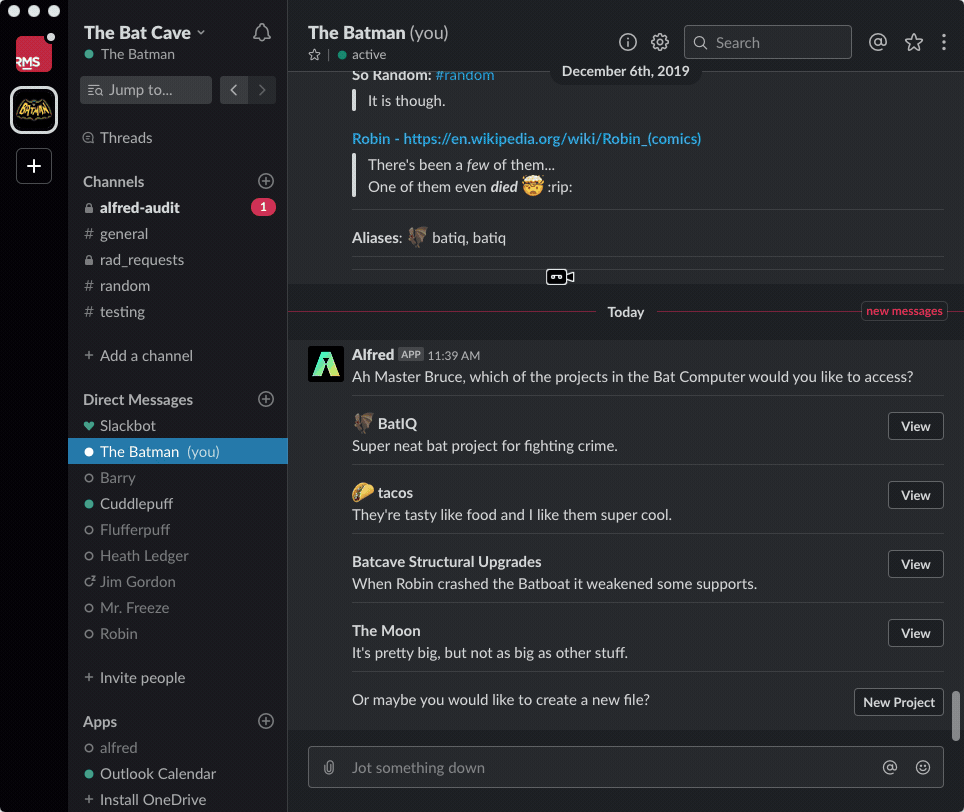 RMS
BATMAN
The Bat Cave
The Batman
Jump to...
Threads
Channels
alfred-audit 1
# general
rad_requests
# random
# testing
+ Add a channel
Direct Messages
Slackbot
The Batman (you)
Barry
Cuddlepuff
Flufferpuff
Heath Ledger
Jim Gordon
Mr. Freeze
Robin
+ Invite people
Apps
alfred
Outlook Calendar
+ Install OneDrive
The Batman (you)
active
Search
December 6th, 2019
So Random: #random
It is though.
Robin - https://en.wikipedia.org/wiki/Robin_(comics)
There's been a few of them...
One of them even died 🤯 :rip:
Aliases: batiq, batiq
Today
new messages
Alfred APP 11:39 AM
Ah Master Bruce, which of the projects in the Bat Computer would you like to access?
BatIQ
View
Super neat bat project for fighting crime.
🌮 tacos
View
They're tasty like food and I like them super cool.
Batcave Structural Upgrades
View
When Robin crashed the Batboat it weakened some supports.
The Moon
View
It's pretty big, but not as big as other stuff.
Or maybe you would like to create a new file?
New Project
Jot something down